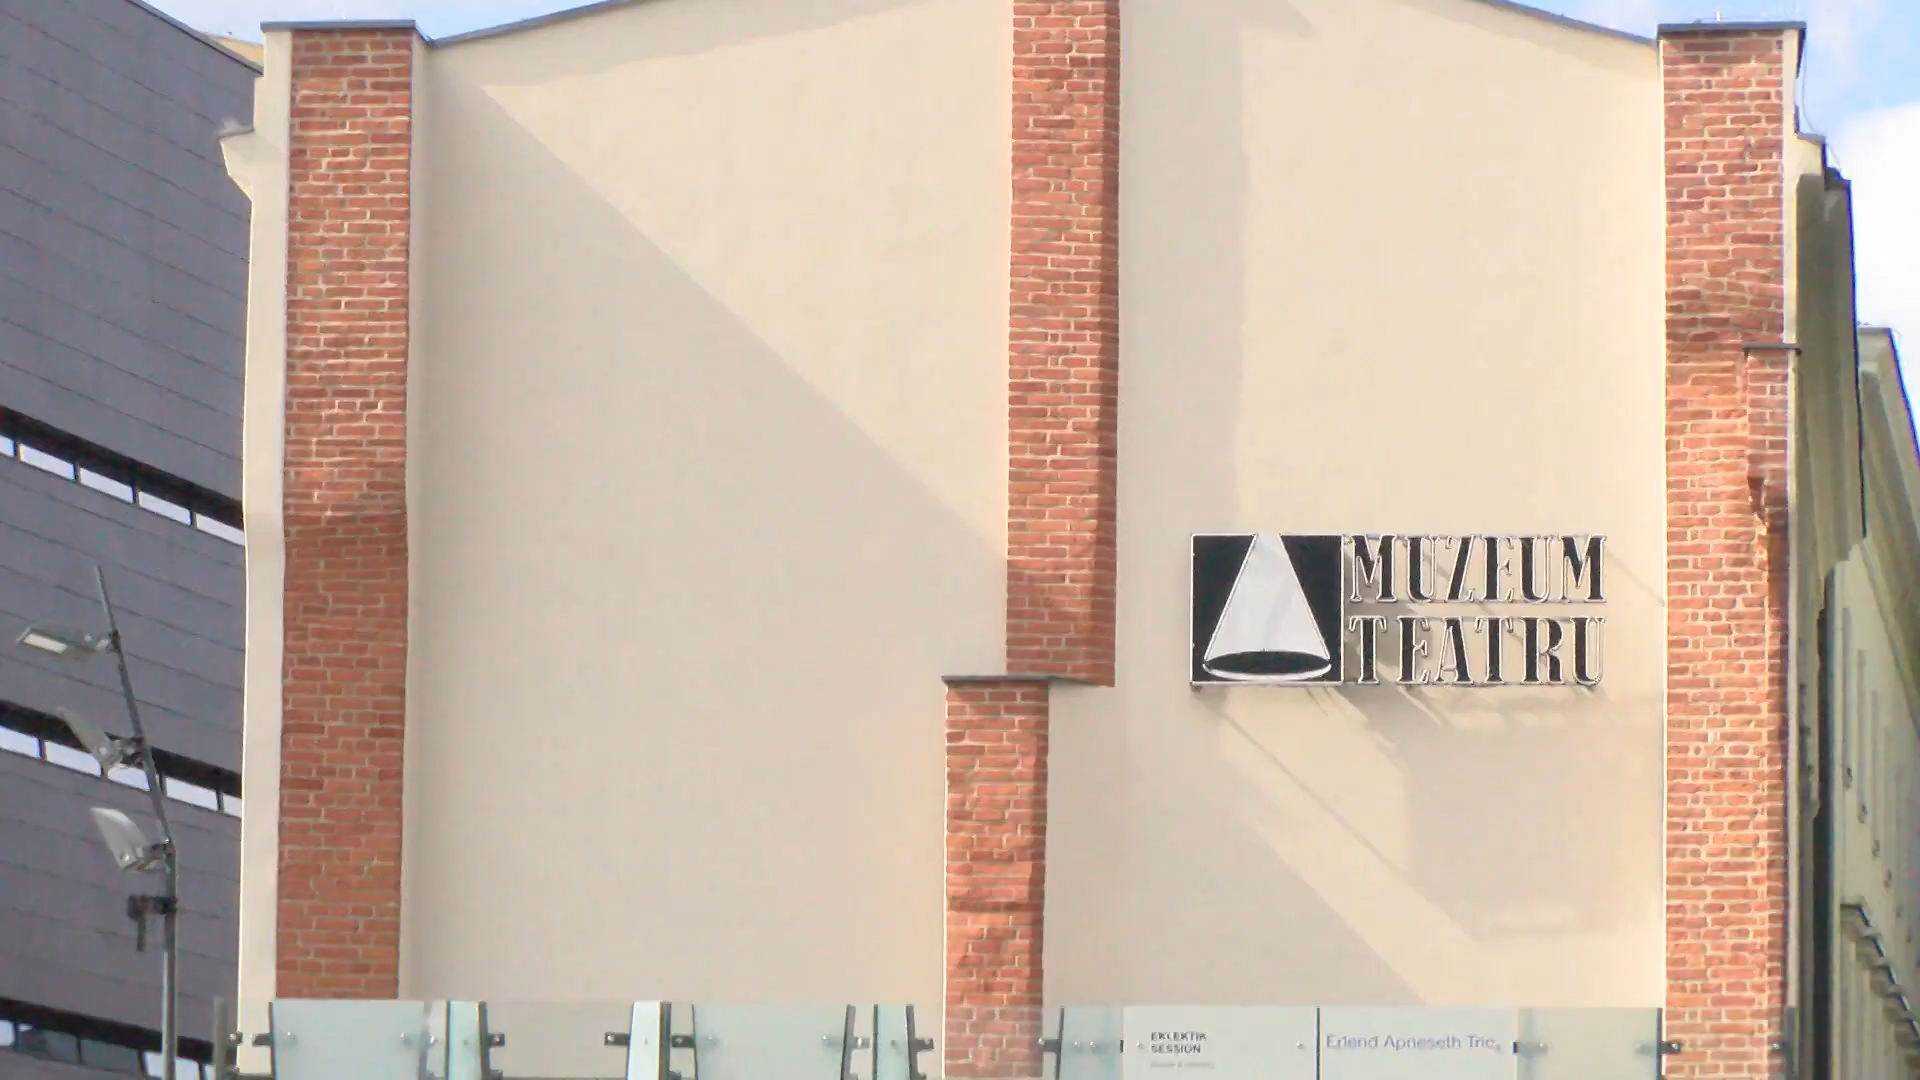 MUZEUM
TEATRU
EKLEKTIK
SESSION
Erlend Apneseth Trio